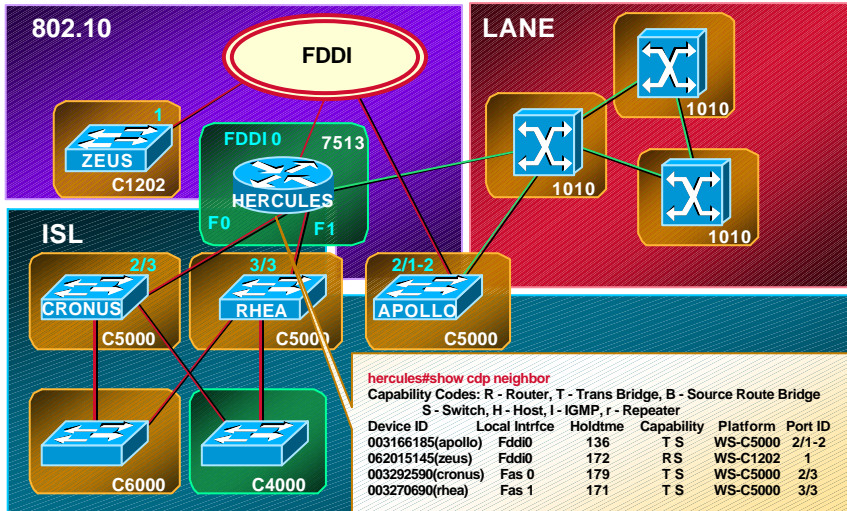 802.10
LANE
FDDI
1
ZEUS
C1202
FDDI 0
7513
HERCULES
F0
F1
1010
1010
1010
ISL
2/3
CRONUS
C5000
3/3
RHEA
C5000
2/1-2
APOLLO
C5000
C6000
C4000
hercules#show cdp neighbor
Capability Codes: R - Router, T - Trans Bridge, B - Source Route Bridge
S - Switch, H - Host, I - IGMP, r - Repeater
Device ID Local Intrfce Holdtme Capability Platform Port ID
003166185(apollo) Fddi0 136 T S WS-C5000 2/1-2
062015145(zeus) Fddi0 172 R S WS-C1202 1
003292590(cronus) Fas 0 179 T S WS-C5000 2/3
003270690(rhea) Fas 1 171 T S WS-C5000 3/3